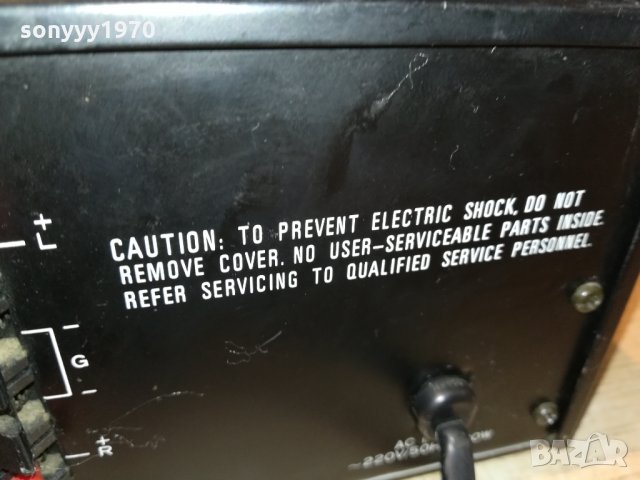 sonyyy1970
+
L
CAUTION: TO PREVENT ELECTRIC SHOCK, DO NOT
REMOVE COVER. NO USER-SERVICEABLE PARTS INSIDE.
REFER SERVICING TO QUALIFIED SERVICE PERSONNEL.
-
G
-
+
R
AC
~220V/50
BAZAR